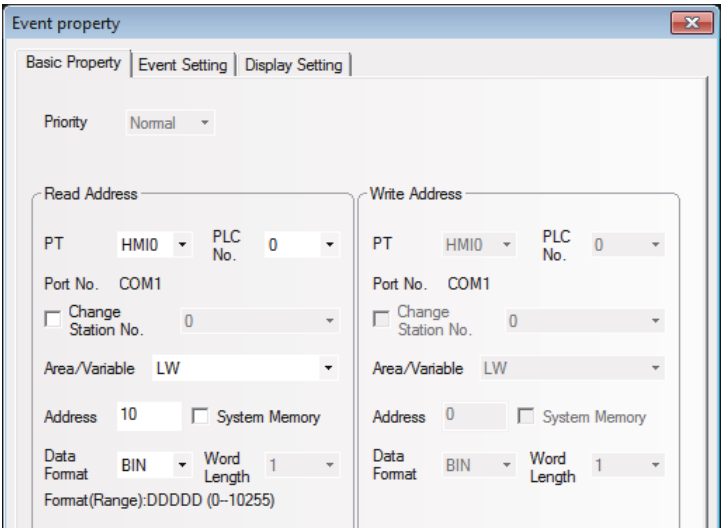 Event property
Basic Property Event Setting Display Setting
Priority Normal
Read Address
PT HMI0 PLC No. 0
Port No. COM1
Change Station No. 0
Area/Variable LW
Address 10 System Memory
Data Format BIN Word Length 1
Format(Range):DDDDD (0--10255)
Write Address
PT HMI0 PLC No. 0
Port No. COM1
Change Station No. 0
Area/Variable LW
Address 0 System Memory
Data Format BIN Word Length 1